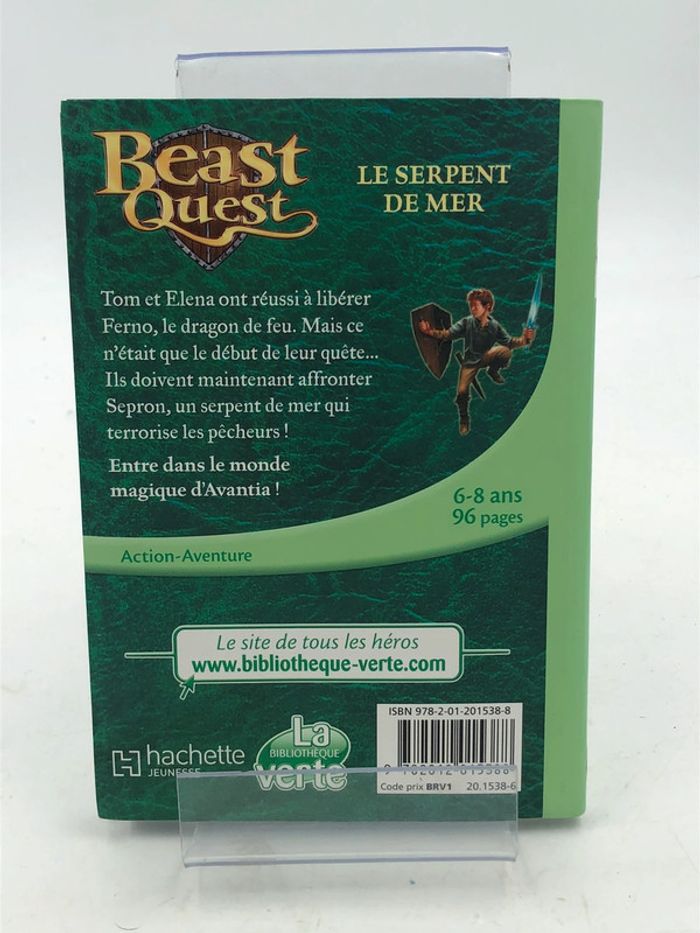 Beast
Quest
LE SERPENT
DE MER
Tom et Elena ont réussi à libérer
Ferno, le dragon de feu. Mais ce
n'était que le début de leur quête...
Ils doivent maintenant affronter
Sepron, un serpent de mer qui
terrorise les pêcheurs !
Entre dans le monde
magique d'Avantia !
6-8 ans
96 pages
Action-Aventure
Le site de tous les héros
www.bibliotheque-verte.com
ISBN 978-2-01-201538-8
hachette
JEUNESSE
La
BIBLIOTHÈQUE
verte
Code prix BRV1 20.1538-6